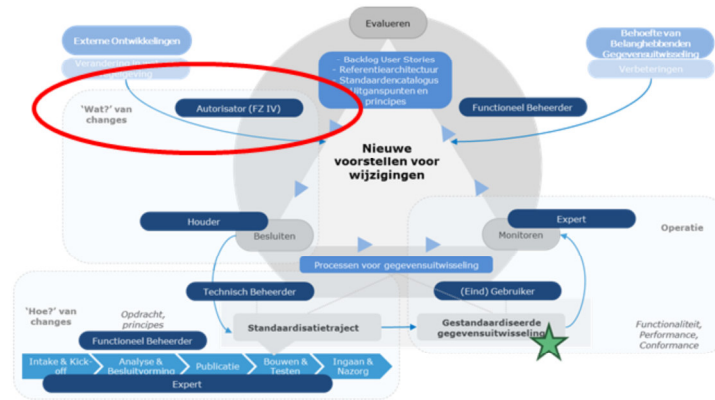 Evalueren
Externe Ontwikkelingen
Behoefte van
Belanghebbenden
Gegevensuitwisseling
Verbeteringen
- Backlog User Stories
- Referentiearchitectuur
- Standaardencatalogus
Uitganspunten en
principes
'Wat?' van
changes
Autorisator (FZ IV)
Functioneel Beheerder
Nieuwe
voorstellen voor
wijzigingen
Houder
Besluiten
Expert
Monitoren
Operatie
Processen voor gegevensuitwisseling
Technisch Beheerder
(Eind) Gebruiker
'Hoe?' van
changes
Opdracht,
principes
Functioneel Beheerder
Standaardisatietraject
Gestandaardiseerde
gegevensuitwisseling
Functionaliteit,
Performance,
Conformance
Intake & Kick-
off
Analyse &
Besluitvorming
Publicatie
Bouwen &
Testen
Ingaan &
Nazorg
Expert